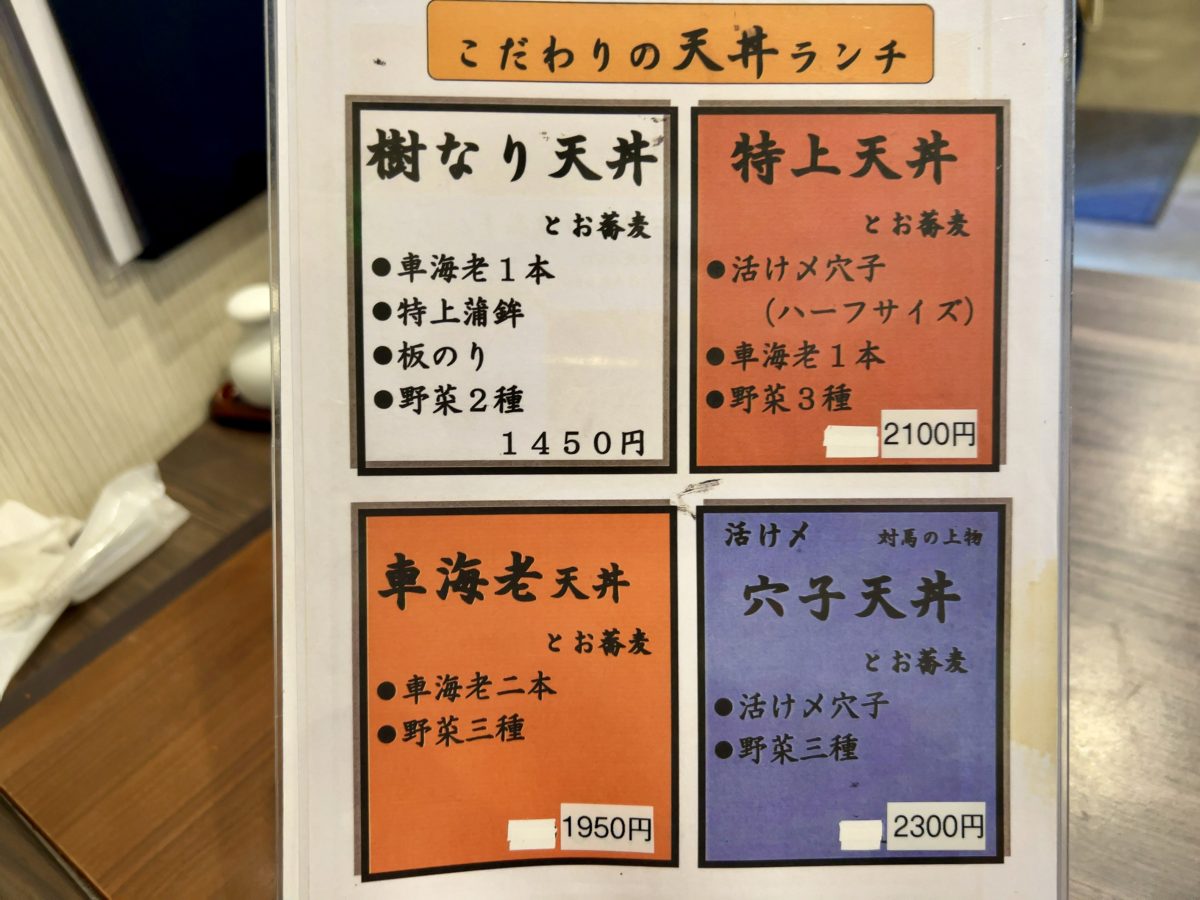 こだわりの天丼ランチ
樹なり天丼
とお蕎麦
●車海老１本
●特上蒲鉾
●板のり
●野菜２種
１４５０円
特上天丼
とお蕎麦
●活け〆穴子
（ハーフサイズ）
●車海老１本
●野菜３種
2100円
車海老天丼
とお蕎麦
●車海老二本
●野菜三種
1950円
活け〆 対馬の上物
穴子天丼
とお蕎麦
●活け〆穴子
●野菜三種
2300円